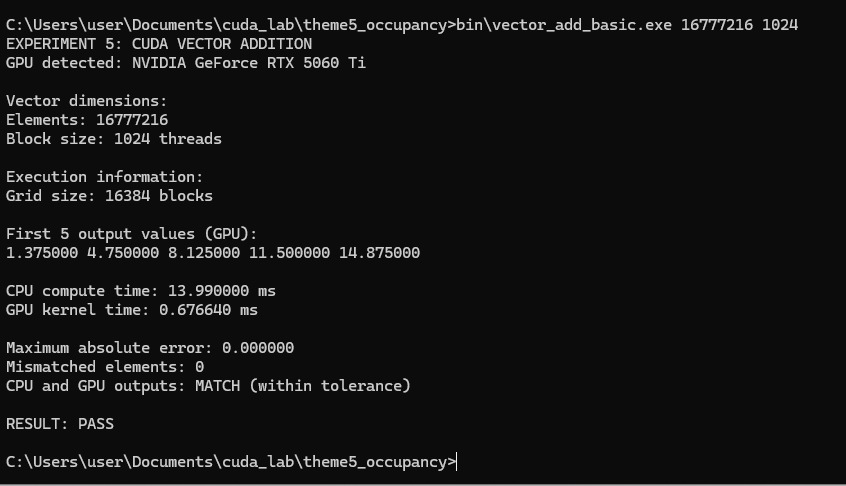 C:\Users\user\Documents\cuda_lab\theme5_occupancy>bin\vector_add_basic.exe 16777216 1024
EXPERIMENT 5: CUDA VECTOR ADDITION
GPU detected: NVIDIA GeForce RTX 5060 Ti
Vector dimensions:
Elements: 16777216
Block size: 1024 threads
Execution information:
Grid size: 16384 blocks
First 5 output values (GPU):
1.375000 4.750000 8.125000 11.500000 14.875000
CPU compute time: 13.990000 ms
GPU kernel time: 0.676640 ms
Maximum absolute error: 0.000000
Mismatched elements: 0
CPU and GPU outputs: MATCH (within tolerance)
RESULT: PASS
C:\Users\user\Documents\cuda_lab\theme5_occupancy>